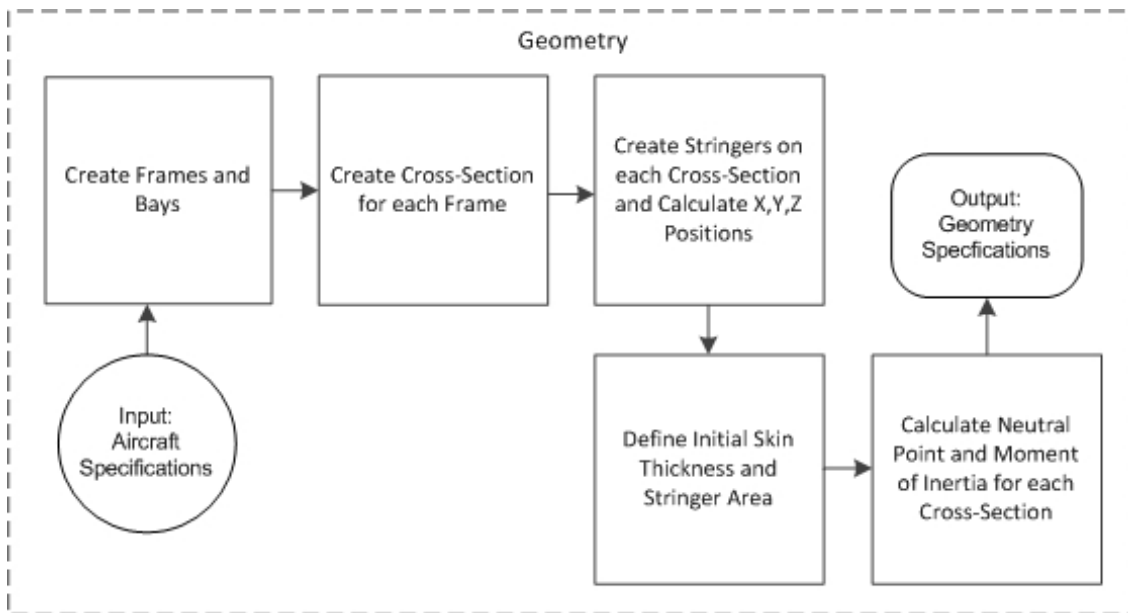 Geometry
Input:
Aircraft
Specifications
Create Frames and
Bays
Create Cross-Section
for each Frame
Create Stringers on
each Cross-Section
and Calculate X,Y,Z
Positions
Define Initial Skin
Thickness and
Stringer Area
Calculate Neutral
Point and Moment
of Inertia for each
Cross-Section
Output:
Geometry
Specfications